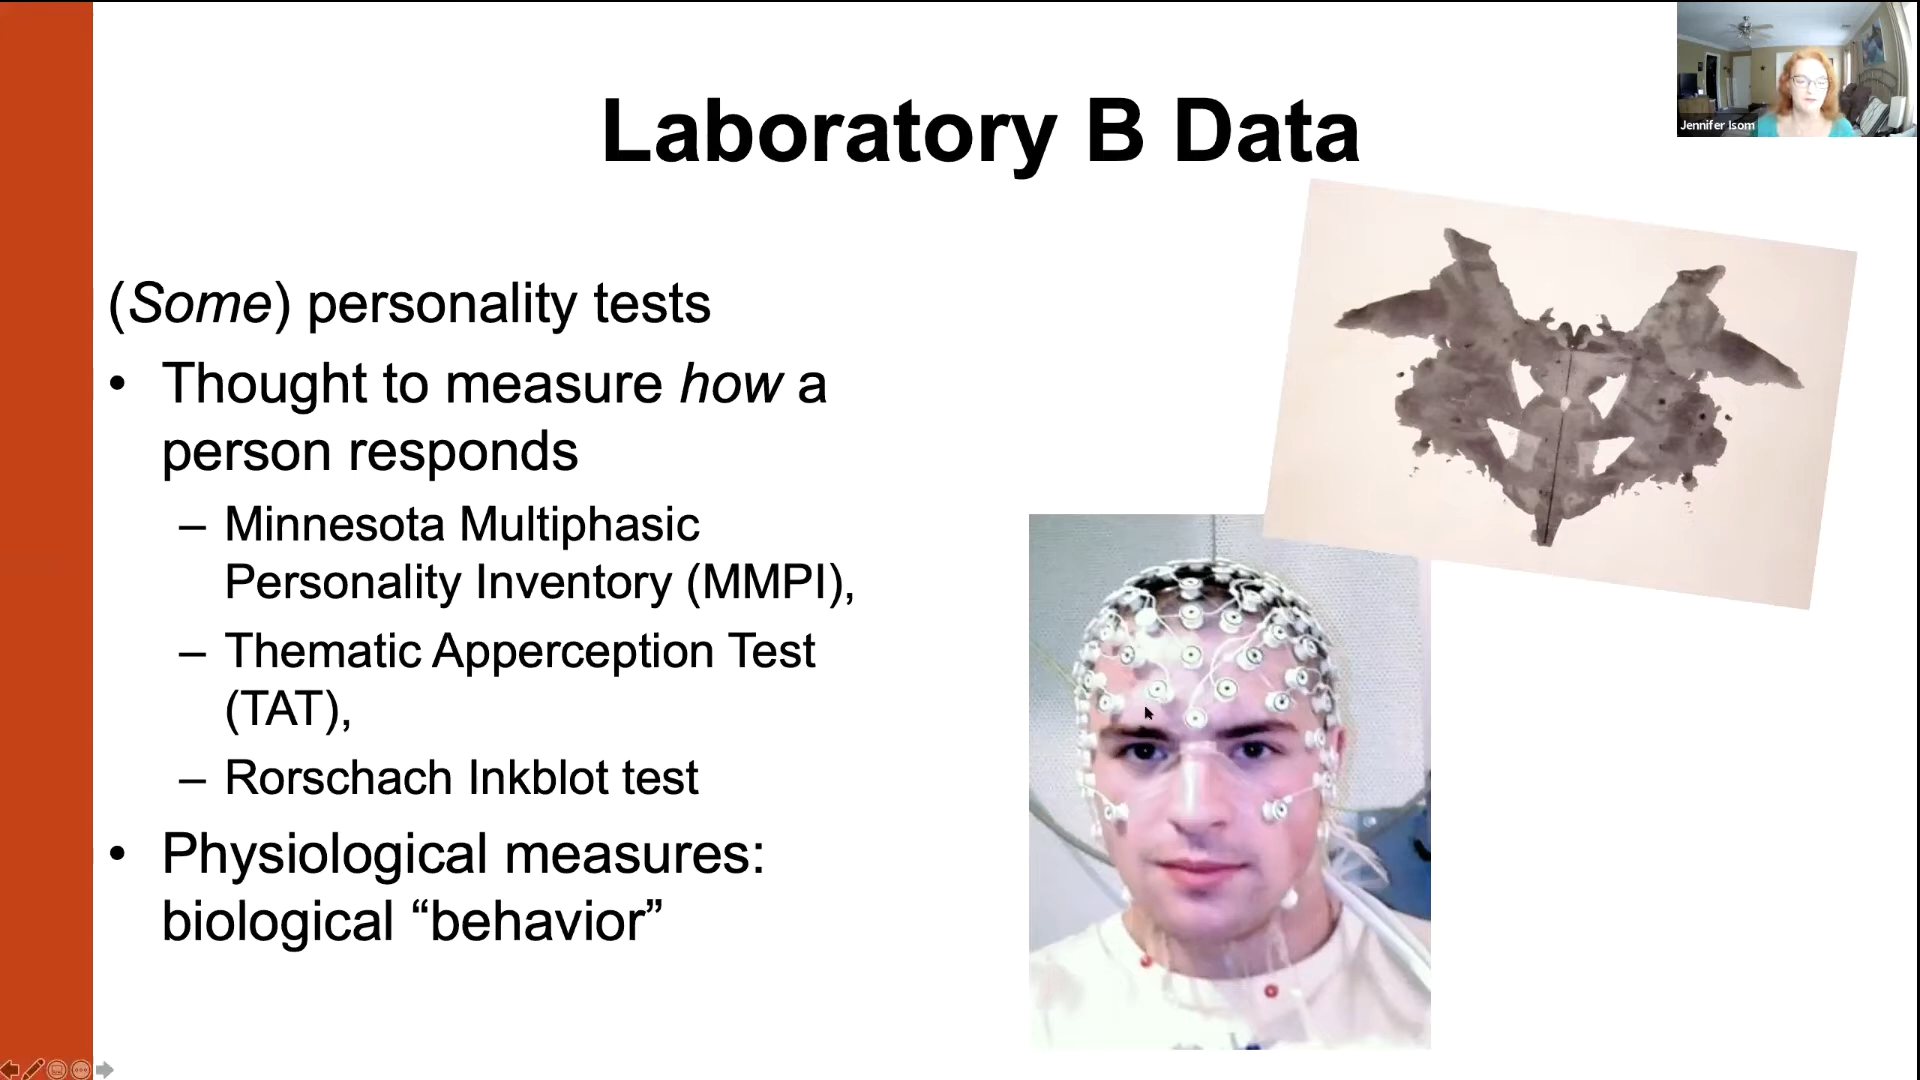 Laboratory B Data
Jennifer Isom
(Some) personality tests
• Thought to measure how a
person responds
– Minnesota Multiphasic
Personality Inventory (MMPI),
– Thematic Apperception Test
(TAT),
– Rorschach Inkblot test
• Physiological measures:
biological “behavior”